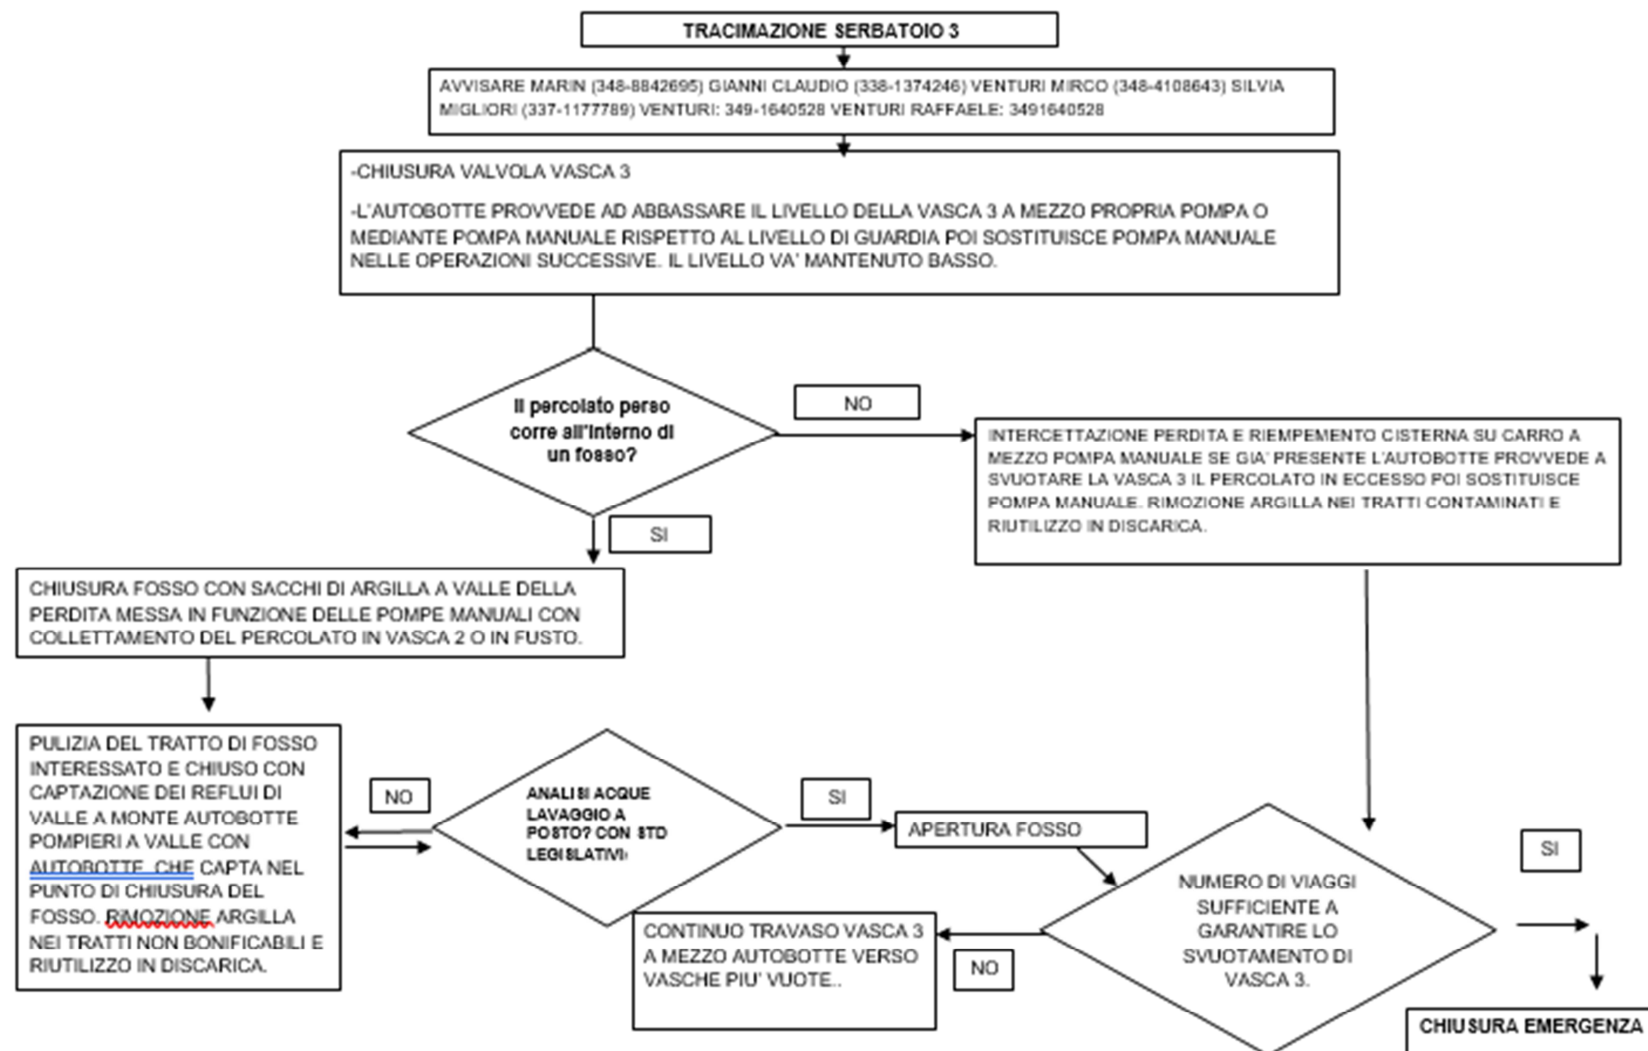 TRACIMAZIONE SERBATOIO 3
AVVISARE MARIN (348-8842695) GIANNI CLAUDIO (338-1374246) VENTURI MIRCO (348-4108643) SILVIA
MIGLIORI (337-1177789) VENTURI: 349-1640528 VENTURI RAFFAELE: 3491640528
-CHIUSURA VALVOLA VASCA 3
-L'AUTOBOTTE PROVVEDE AD ABBASSARE IL LIVELLO DELLA VASCA 3 A MEZZO PROPRIA POMPA O
MEDIANTE POMPA MANUALE RISPETTO AL LIVELLO DI GUARDIA POI SOSTITUISCE POMPA MANUALE
NELLE OPERAZIONI SUCCESSIVE. IL LIVELLO VA' MANTENUTO BASSO.
Il percolato perso
corre all'interno di
un fosso?
NO
INTERCETTAZIONE PERDITA E RIEMPEMENTO CISTERNA SU CARRO A
MEZZO POMPA MANUALE SE GIA' PRESENTE L'AUTOBOTTE PROVVEDE A
SVUOTARE LA VASCA 3 IL PERCOLATO IN ECCESSO POI SOSTITUISCE
POMPA MANUALE. RIMOZIONE ARGILLA NEI TRATTI CONTAMINATI E
RIUTILIZZO IN DISCARICA.
SI
CHIUSURA FOSSO CON SACCHI DI ARGILLA A VALLE DELLA
PERDITA MESSA IN FUNZIONE DELLE POMPE MANUALI CON
COLLETTAMENTO DEL PERCOLATO IN VASCA 2 O IN FUSTO.
PULIZIA DEL TRATTO DI FOSSO
INTERESSATO E CHIUSO CON
CAPTAZIONE DEI REFLUI DI
VALLE A MONTE AUTOBOTTE
POMPIERI A VALLE CON
AUTOBOTTE CHE CAPTA NEL
PUNTO DI CHIUSURA DEL
FOSSO. RiMOZIONE ARGILLA
NEI TRATTI NON BONIFICABILI E
RIUTILIZZO IN DISCARICA.
NO
ANALISI ACQUE
LAVAGGIO A
POSTO? CON STD
LEGISLATIVI
SI
APERTURA FOSSO
NUMERO DI VIAGGI
SUFFICIENTE A
GARANTIRE LO
SVUOTAMENTO DI
VASCA 3.
SI
CONTINUO TRAVASO VASCA 3
A MEZZO AUTOBOTTE VERSO
VASCHE PIU' VUOTE..
NO
CHIUSURA EMERGENZA